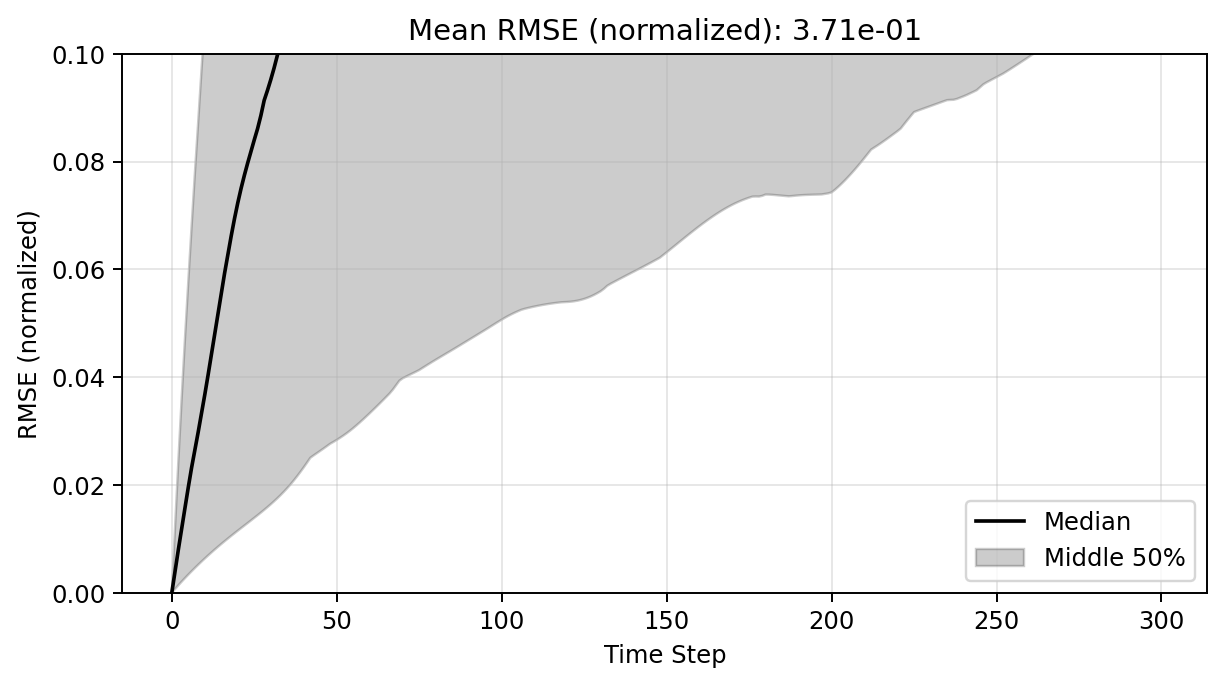 Mean RMSE (normalized): 3.71e-01
0.10
0.08
0.06
0.04
0.02
0.00
RMSE (normalized)
0 50 100 150 200 250 300
Time Step
Median
Middle 50%